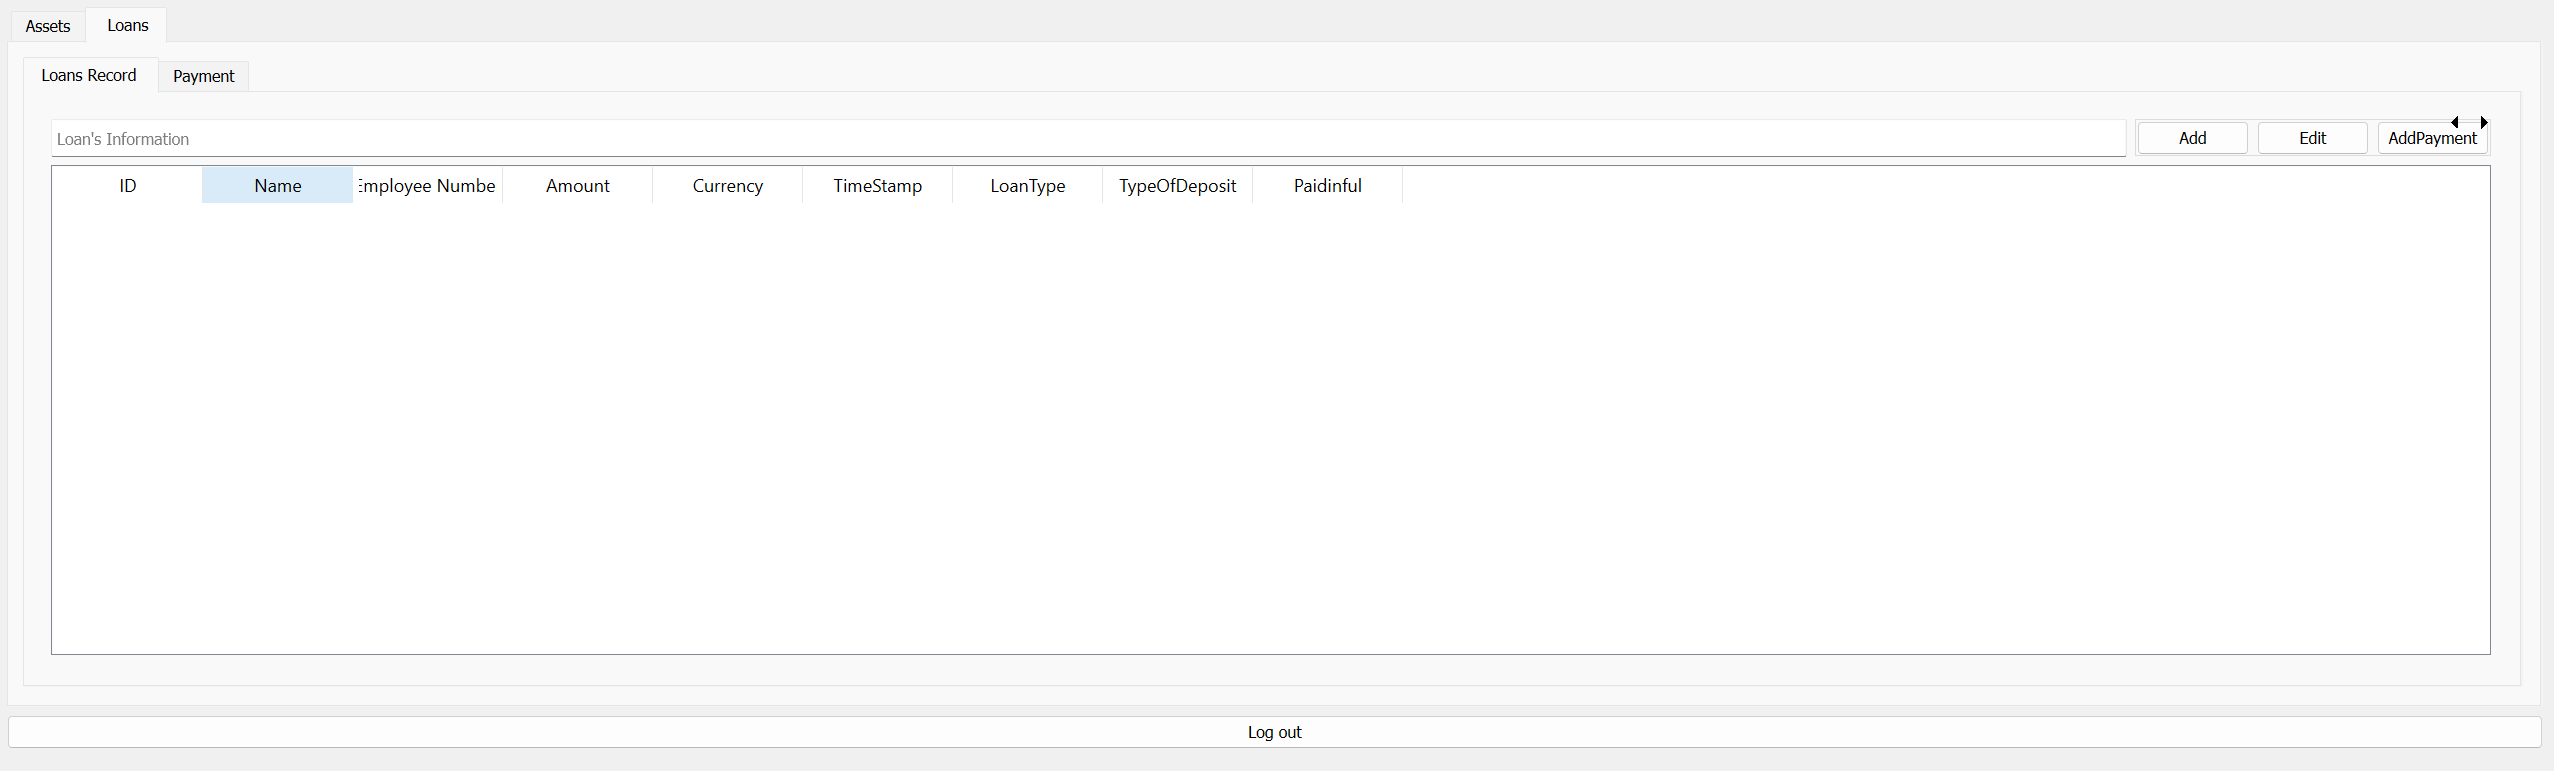 Assets Loans
Loans Record Payment
Loan's Information Add Edit AddPayment
ID Name Employee Numbe Amount Currency TimeStamp LoanType TypeOfDeposit Paidinful
Log out